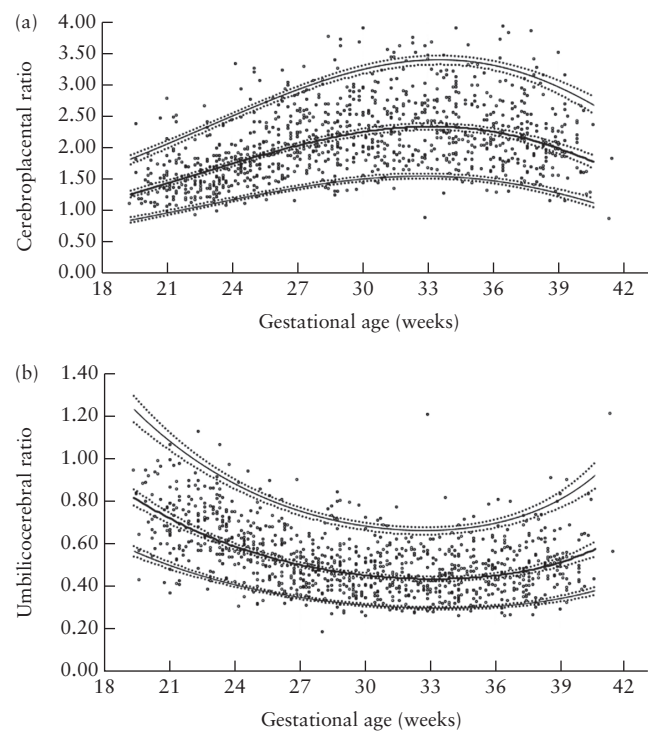 (a)
4.00
3.50
3.00
2.50
2.00
1.50
1.00
0.50
0.00
Cerebroplacental ratio
18 21 24 27 30 33 36 39 42
Gestational age (weeks)
(b)
1.40
1.20
1.00
0.80
0.60
0.40
0.20
0.00
Umbilicocerebral ratio
18 21 24 27 30 33 36 39 42
Gestational age (weeks)